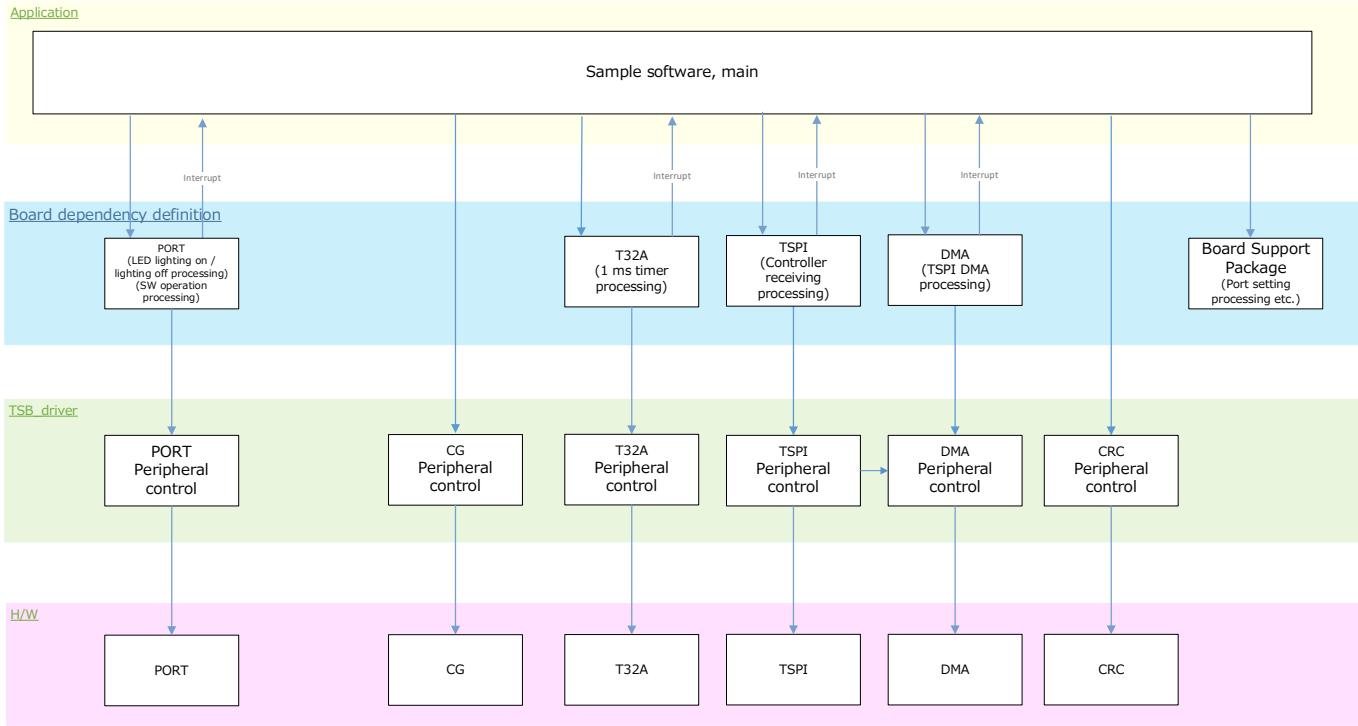 Application
Sample software, main
Interrupt
Interrupt
Interrupt
Interrupt
Board dependency definition
PORT
(LED lighting on /
lighting off processing)
(SW operation
processing)
T32A
(1 ms timer
processing)
TSPI
(Controller
receiving
processing)
DMA
(TSPI DMA
processing)
Board Support
Package
(Port setting
processing etc.)
TSB_driver
PORT
Peripheral
control
CG
Peripheral
control
T32A
Peripheral
control
TSPI
Peripheral
control
DMA
Peripheral
control
CRC
Peripheral
control
H/W
PORT
CG
T32A
TSPI
DMA
CRC